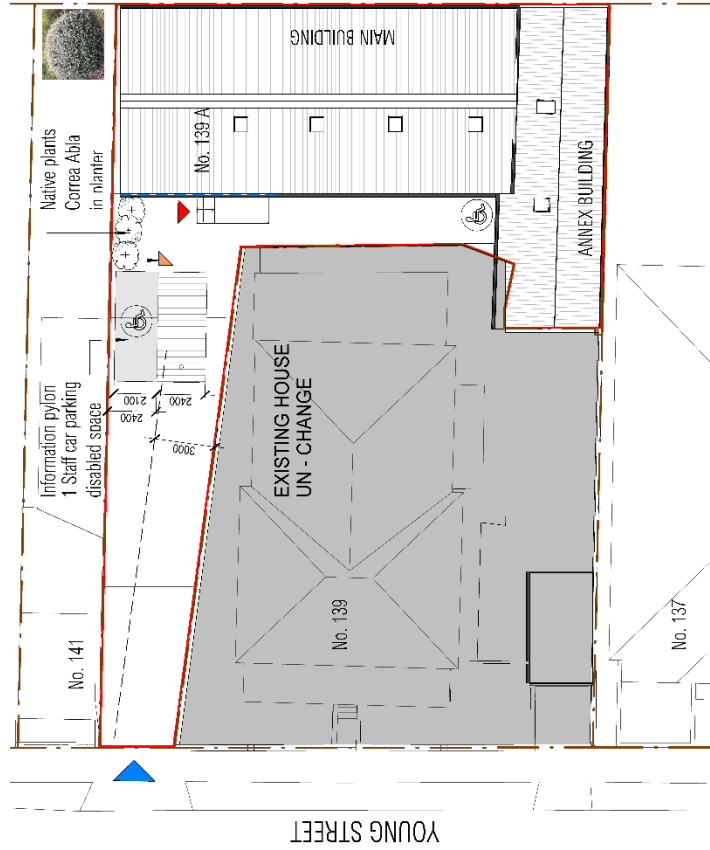 Native plants
Correa Abla
in planter
MAIN BUILDING
No. 139 A
ANNEX BUILDING
Information pylon
1 Staff car parking
disabled space
2400
2100
2400
3000
EXISTING HOUSE
UN - CHANGE
No. 141
No. 139
No. 137
YOUNG STREET